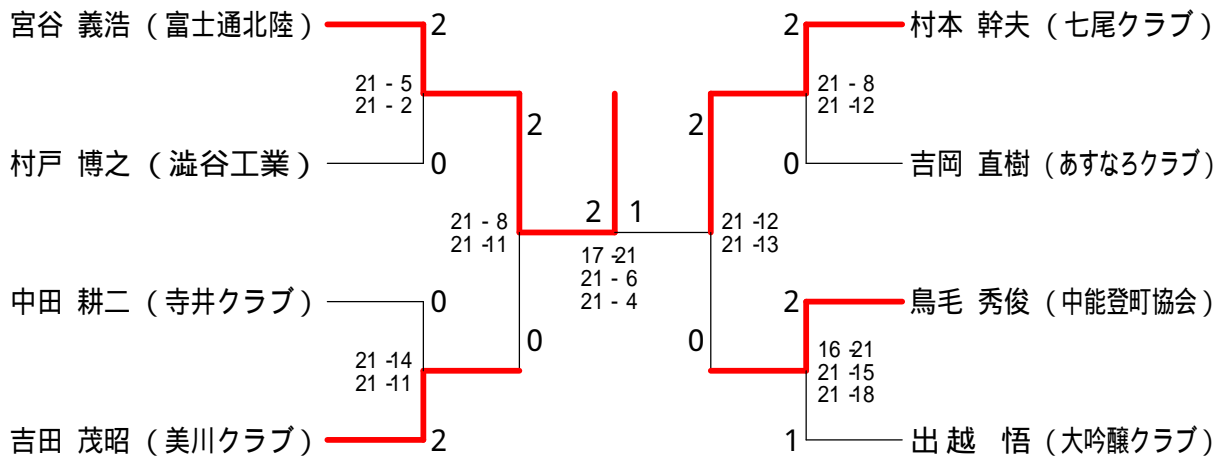 宮谷 義浩 (富士通北陸)
2
21 - 5
21 - 2
村戸 博之 (澁谷工業)
0
2
21 - 8
21 -11
中田 耕二 (寺井クラブ)
0
0
21 -14
21 -11
吉田 茂昭 (美川クラブ)
2
2
1
17 -21
21 - 6
21 - 4
2
村本 幹夫 (七尾クラブ)
21 - 8
21 -12
2
0
吉岡 直樹 (あすなろクラブ)
21 -12
21 -13
2
鳥毛 秀俊 (中能登町協会)
0
16 -21
21 -15
21 -18
1
出越 悟 (大吟醸クラブ)